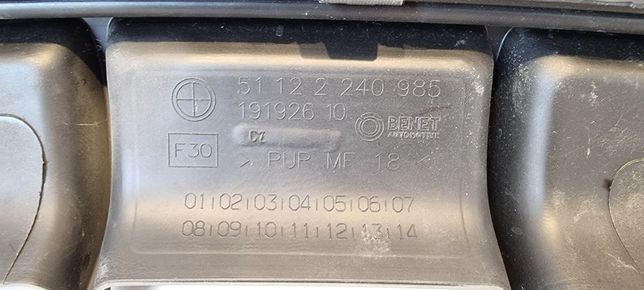 51 12 2 240 985
191926 10
BENET
AUTOMOTIVE
CZ
F30
> PUR MF 18 <
01 02 03 04 05 06 07
08 09 10 11 12 13 14